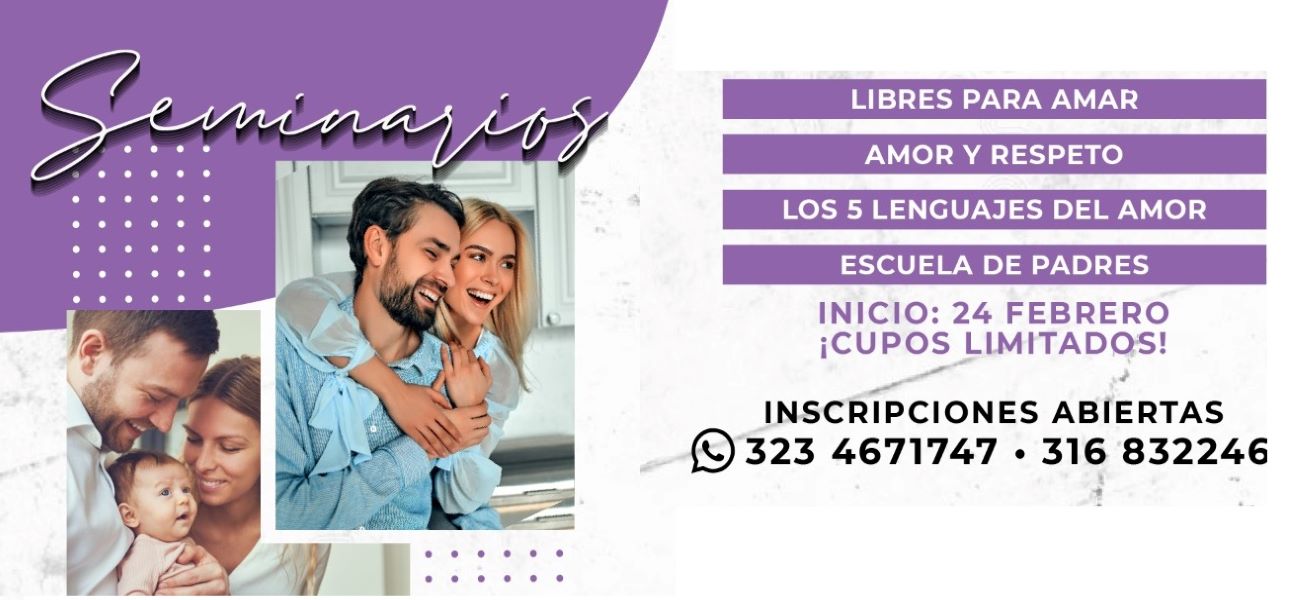 Seminarios
LIBRES PARA AMAR
AMOR Y RESPETO
LOS 5 LENGUAJES DEL AMOR
ESCUELA DE PADRES
INICIO: 24 FEBRERO
¡CUPOS LIMITADOS!
INSCRIPCIONES ABIERTAS
323 4671747 • 316 832246